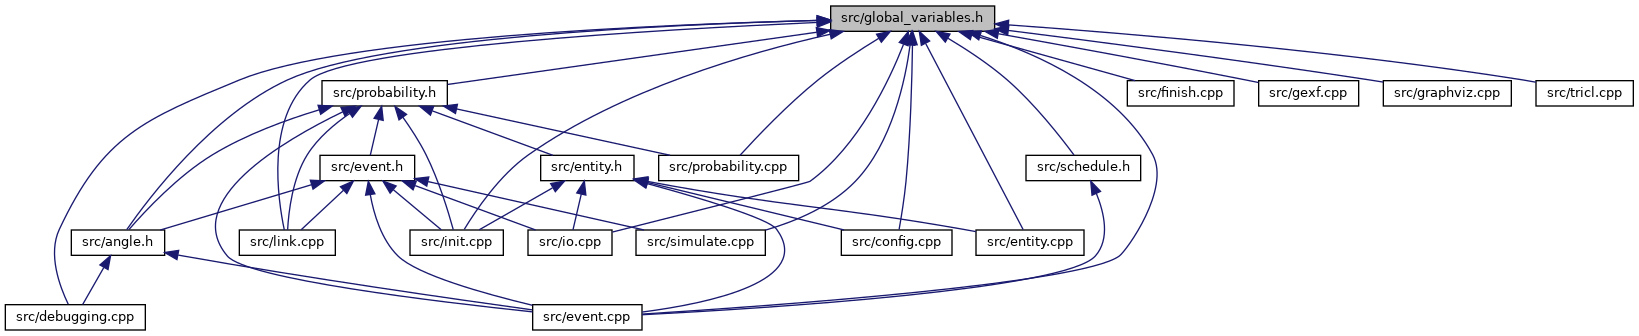 src/global_variables.h
src/probability.h
src/finish.cpp
src/gexf.cpp
src/graphviz.cpp
src/tricl.cpp
src/event.h
src/entity.h
src/probability.cpp
src/schedule.h
src/angle.h
src/link.cpp
src/init.cpp
src/io.cpp
src/simulate.cpp
src/config.cpp
src/entity.cpp
src/debugging.cpp
src/event.cpp